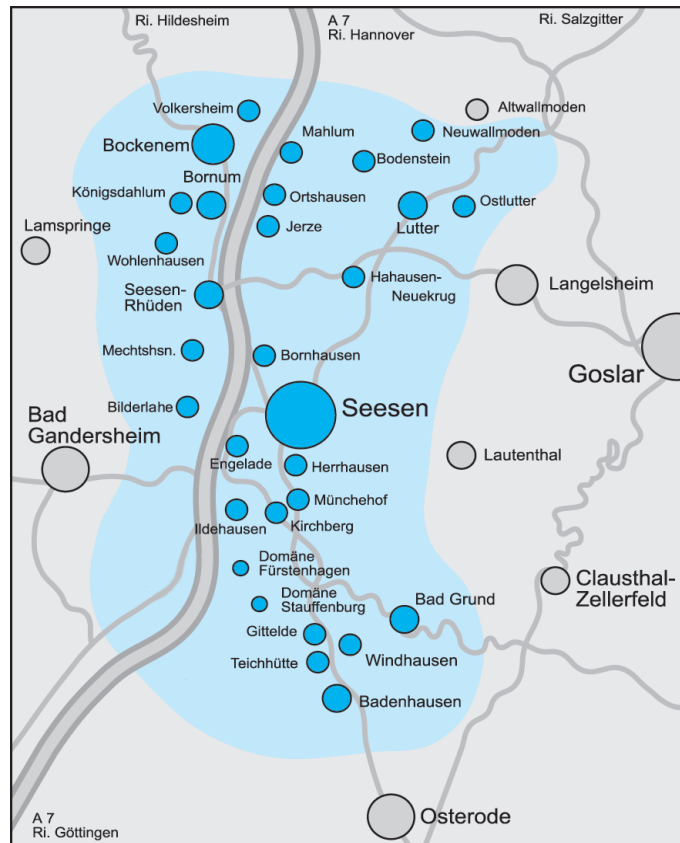 Ri. Hildesheim
A 7
Ri. Hannover
Ri. Salzgitter
Volkersheim
Altwallmoden
Neuwallmoden
Mahlum
Bockenem
Bodenstein
Bornum
Königsdahlum
Ortshausen
Ostlutter
Lutter
Jerze
Lamspringe
Wohlenhausen
Hahausen-
Neuekrug
Langelsheim
Seesen-
Rhüden
Mechtshsn.
Bornhausen
Goslar
Bilderlahe
Seesen
Bad
Gandersheim
Engelade
Herrhausen
Lautenthal
Münchehof
Ildehausen
Kirchberg
Domäne
Fürstenhagen
Clausthal-
Zellerfeld
Domäne
Stauffenburg
Bad Grund
Gittelde
Windhausen
Teichhütte
Badenhausen
Osterode
A 7
Ri. Göttingen